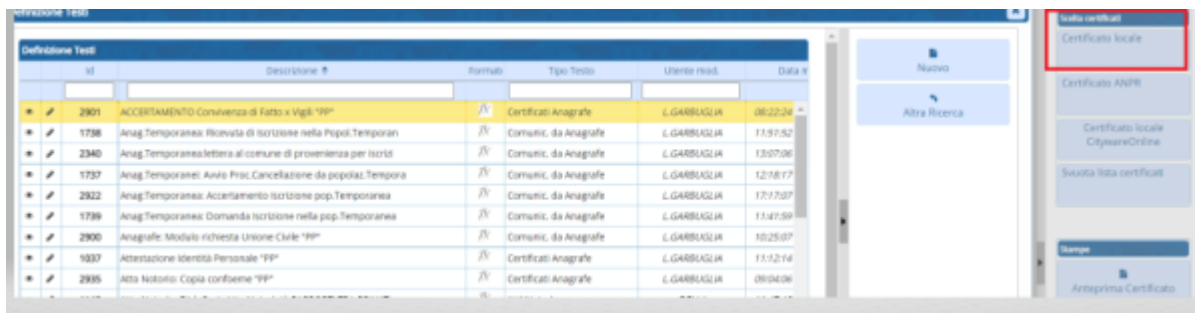 Definizione Testi
Definizione Testi
Id Descrizione Formato Tipo Testo Utente mod. Data m
2901 ACCERTAMENTO Convivenza di Fatto x Vigili "PP" Certificati Anagrafe L.GARBUGLIA 08:22:24
1738 Anag.Temporanea: Ricevuta di Iscrizione nella Popol.Temporan Comunic. da Anagrafe L.GARBUGLIA 11:51:52
2340 Anag.Temporanea:lettera al comune di provenienza per iscrizi Comunic. da Anagrafe L.GARBUGLIA 13:07:06
1737 Anag.Temporanei: Avvio Proc.Cancellazione da popolaz.Tempora Comunic. da Anagrafe L.GARBUGLIA 12:18:17
2922 Anag.Temporanea: Accertamento Iscrizione pop.Temporanea Comunic. da Anagrafe L.GARBUGLIA 17:17:07
1739 Anag.Temporanea: Domanda Iscrizione nella pop.Temporanea Comunic. da Anagrafe L.GARBUGLIA 11:41:59
2900 Anagrafe: Modulo richiesta Unione Civile "PP" Comunic. da Anagrafe L.GARBUGLIA 10:25:07
1037 Attestazione Identità Personale "PP" Certificati Anagrafe L.GARBUGLIA 11:12:14
2935 Atto Notorio: Copia confoeme "PP" Certificati Anagrafe L.GARBUGLIA 09:04:06
Nuovo
Altra Ricerca
Scelta certificati
Certificato locale
Certificato ANPR
Certificato locale
CitywareOnline
Svuota lista certificati
Stampe
Anteprima Certificato